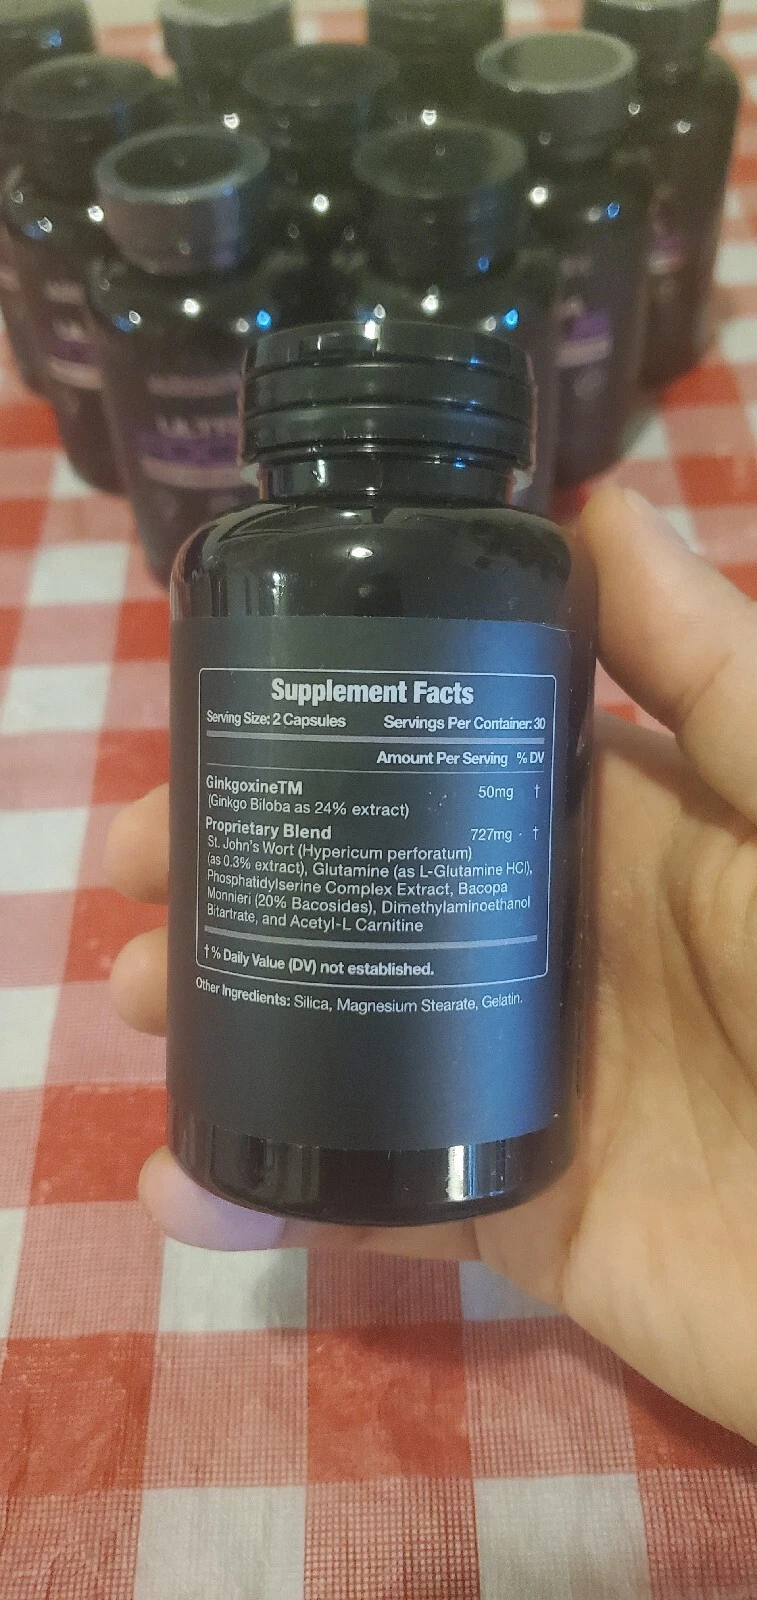 Supplement Facts
Serving Size: 2 Capsules Servings Per Container: 30
Amount Per Serving % DV
GinkgoxineTM 50mg †
(Ginkgo Biloba as 24% extract)
Proprietary Blend 727mg †
St. John's Wort (Hypericum perforatum)
(as 0.3% extract), Glutamine (as L-Glutamine HCl),
Phosphatidylserine Complex Extract, Bacopa
Monnieri (20% Bacosides), Dimethylaminoethanol
Bitartrate, and Acetyl-L Carnitine
† % Daily Value (DV) not established.
Other Ingredients: Silica, Magnesium Stearate, Gelatin.